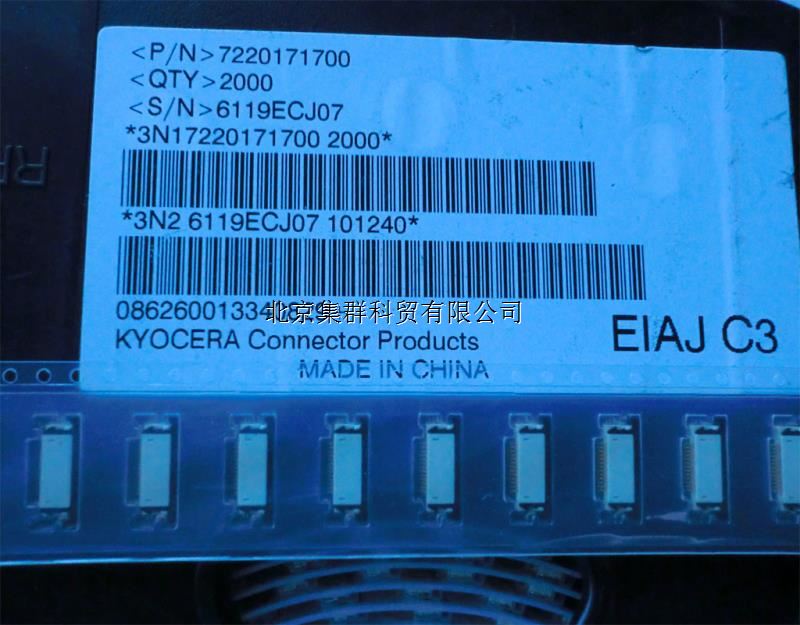 <P/N>7220171700
<QTY>2000
<S/N>6119ECJ07
*3N17220171700 2000*
*3N2 6119ECJ07 101240*
北京集群科贸有限公司
KYOCERA Connector Products
EIAJ C3
MADE IN CHINA